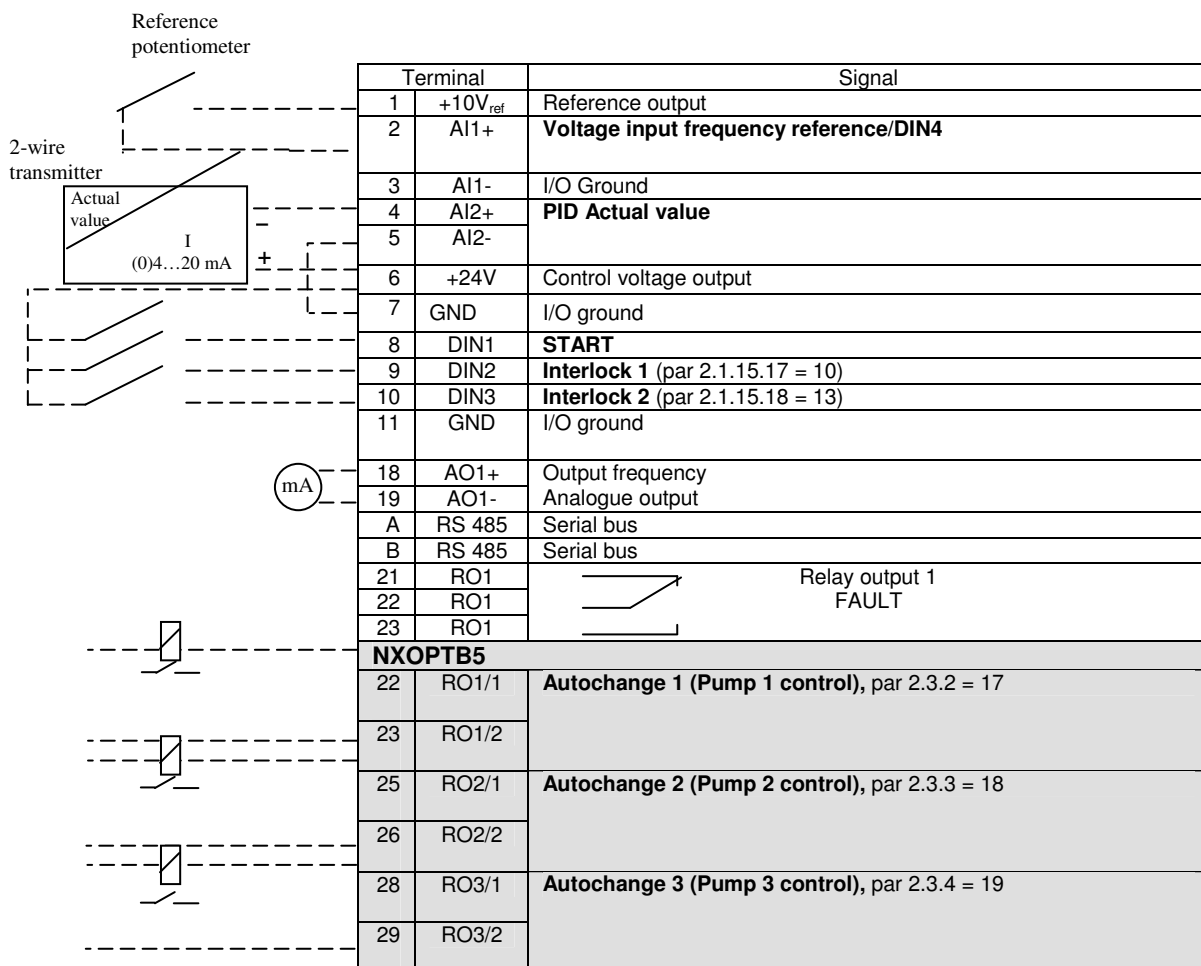 Reference
potentiometer
Terminal Signal
1 +10Vref Reference output
2 AI1+ Voltage input frequency reference/DIN4
2-wire
transmitter
3 AI1- I/O Ground
Actual
value
4 AI2+ PID Actual value
–
5 AI2-
I
(0)4…20 mA
+
6 +24V Control voltage output
7 GND I/O ground
8 DIN1 START
9 DIN2 Interlock 1 (par 2.1.15.17 = 10)
10 DIN3 Interlock 2 (par 2.1.15.18 = 13)
11 GND I/O ground
mA
18 AO1+ Output frequency
19 AO1- Analogue output
A RS 485 Serial bus
B RS 485 Serial bus
21 RO1 Relay output 1
22 RO1 FAULT
23 RO1
NXOPTB5
22 RO1/1 Autochange 1 (Pump 1 control), par 2.3.2 = 17
23 RO1/2
25 RO2/1 Autochange 2 (Pump 2 control), par 2.3.3 = 18
26 RO2/2
28 RO3/1 Autochange 3 (Pump 3 control), par 2.3.4 = 19
29 RO3/2